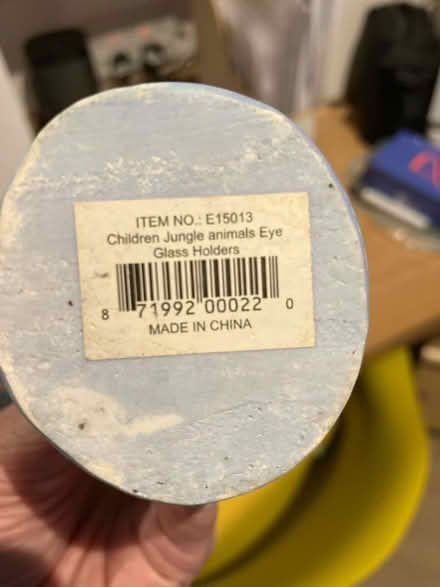 ITEM NO.: E15013
Children Jungle animals Eye
Glass Holders
8 71992 00022 0
MADE IN CHINA